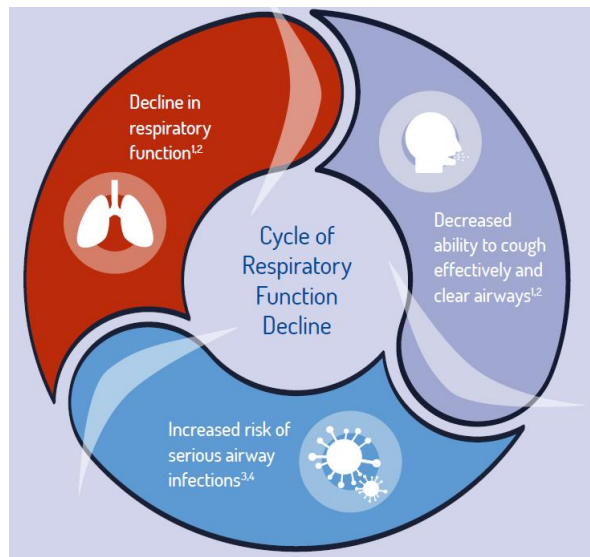 Decline in
respiratory
function1,2
Decreased
ability to cough
effectively and
clear airways1,2
Cycle of
Respiratory
Function
Decline
Increased risk of
serious airway
infections3,4